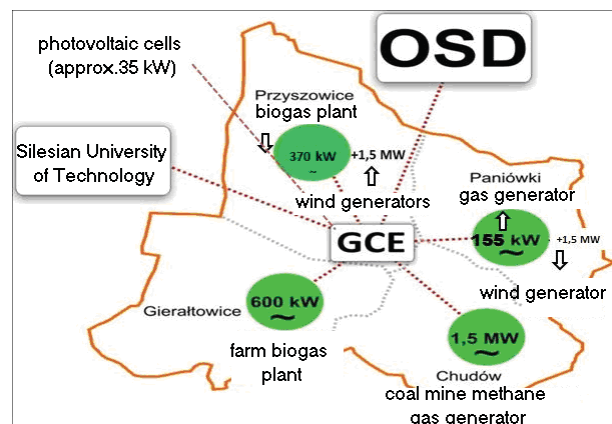 photovoltaic cells
(approx.35 kW)
OSD
Przyszowice
biogas plant
370 kW
~
+1,5 MW
wind generators
Silesian University
of Technology
Paniówki
gas generator
155 kW
~
+1,5 MW
wind generator
GCE
600 kW
~
Gierałtowice
farm biogas
plant
1,5 MW
~
Chudów
coal mine methane
gas generator